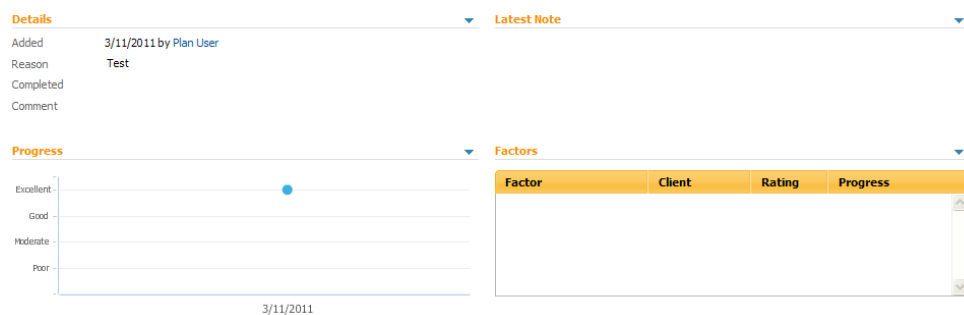 Details
Added 3/11/2011 by Plan User
Reason Test
Completed
Comment
Latest Note
Progress
Excellent
Good
Moderate
Poor
3/11/2011
Factors
Factor Client Rating Progress